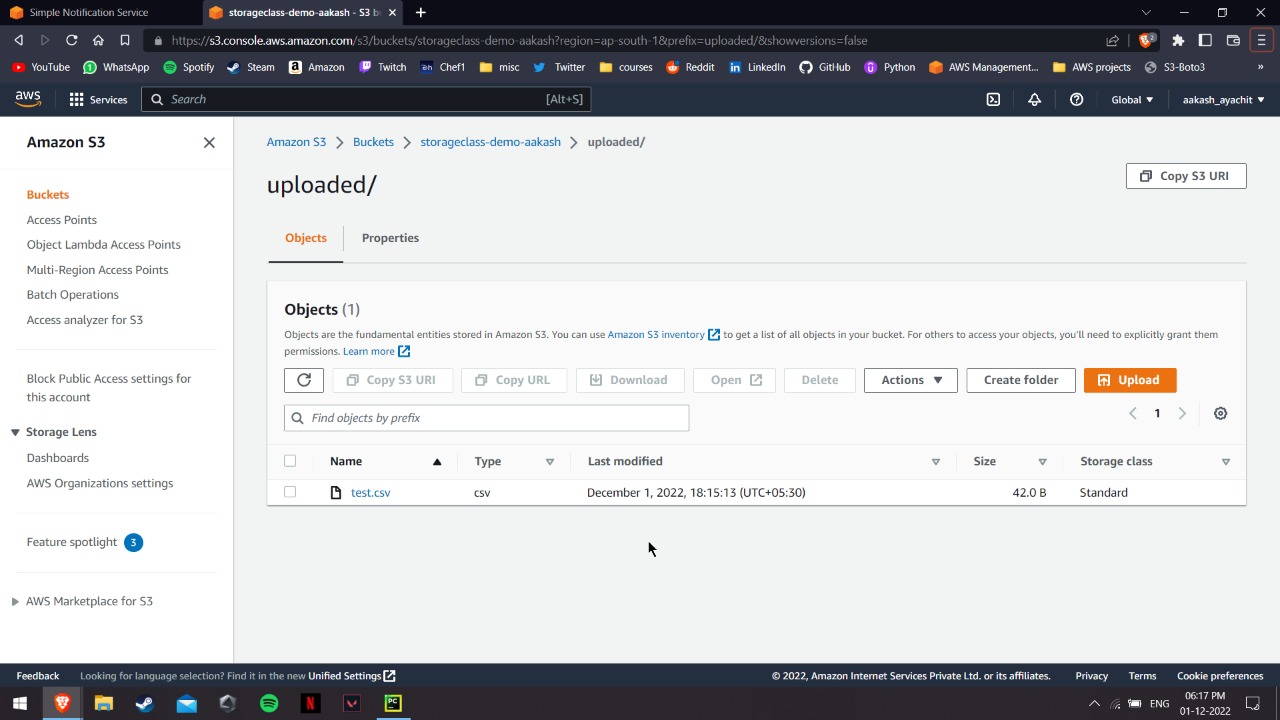 Simple Notification Service
storageclass-demo-aakash - S3 bu
https://s3.console.aws.amazon.com/s3/buckets/storageclass-demo-aakash?region=ap-south-1&prefix=uploaded/&showversions=false
2
YouTube WhatsApp Spotify Steam Amazon Twitch CHC1 misc Twitter courses Reddit LinkedIn GitHub Python AWS Management... AWS projects S3-Boto3 »
aws Services Search [Alt+S] Global aakash_ayachit
Amazon S3
Buckets
Access Points
Object Lambda Access Points
Multi-Region Access Points
Batch Operations
Access analyzer for S3
Block Public Access settings for
this account
Storage Lens
Dashboards
AWS Organizations settings
Feature spotlight 3
AWS Marketplace for S3
Amazon S3 > Buckets > storageclass-demo-aakash > uploaded/
uploaded/
Copy S3 URI
Objects Properties
Objects (1)
Objects are the fundamental entities stored in Amazon S3. You can use Amazon S3 inventory to get a list of all objects in your bucket. For others to access your objects, you'll need to explicitly grant them
permissions. Learn more
Copy S3 URI Copy URL Download Open Delete Actions Create folder Upload
Find objects by prefix
1
Name Type Last modified Size Storage class
test.csv csv December 1, 2022, 18:15:13 (UTC+05:30) 42.0 B Standard
Feedback Looking for language selection? Find it in the new Unified Settings © 2022, Amazon Internet Services Private Ltd. or its affiliates. Privacy Terms Cookie preferences
N PC ENG 06:17 PM
01-12-2022